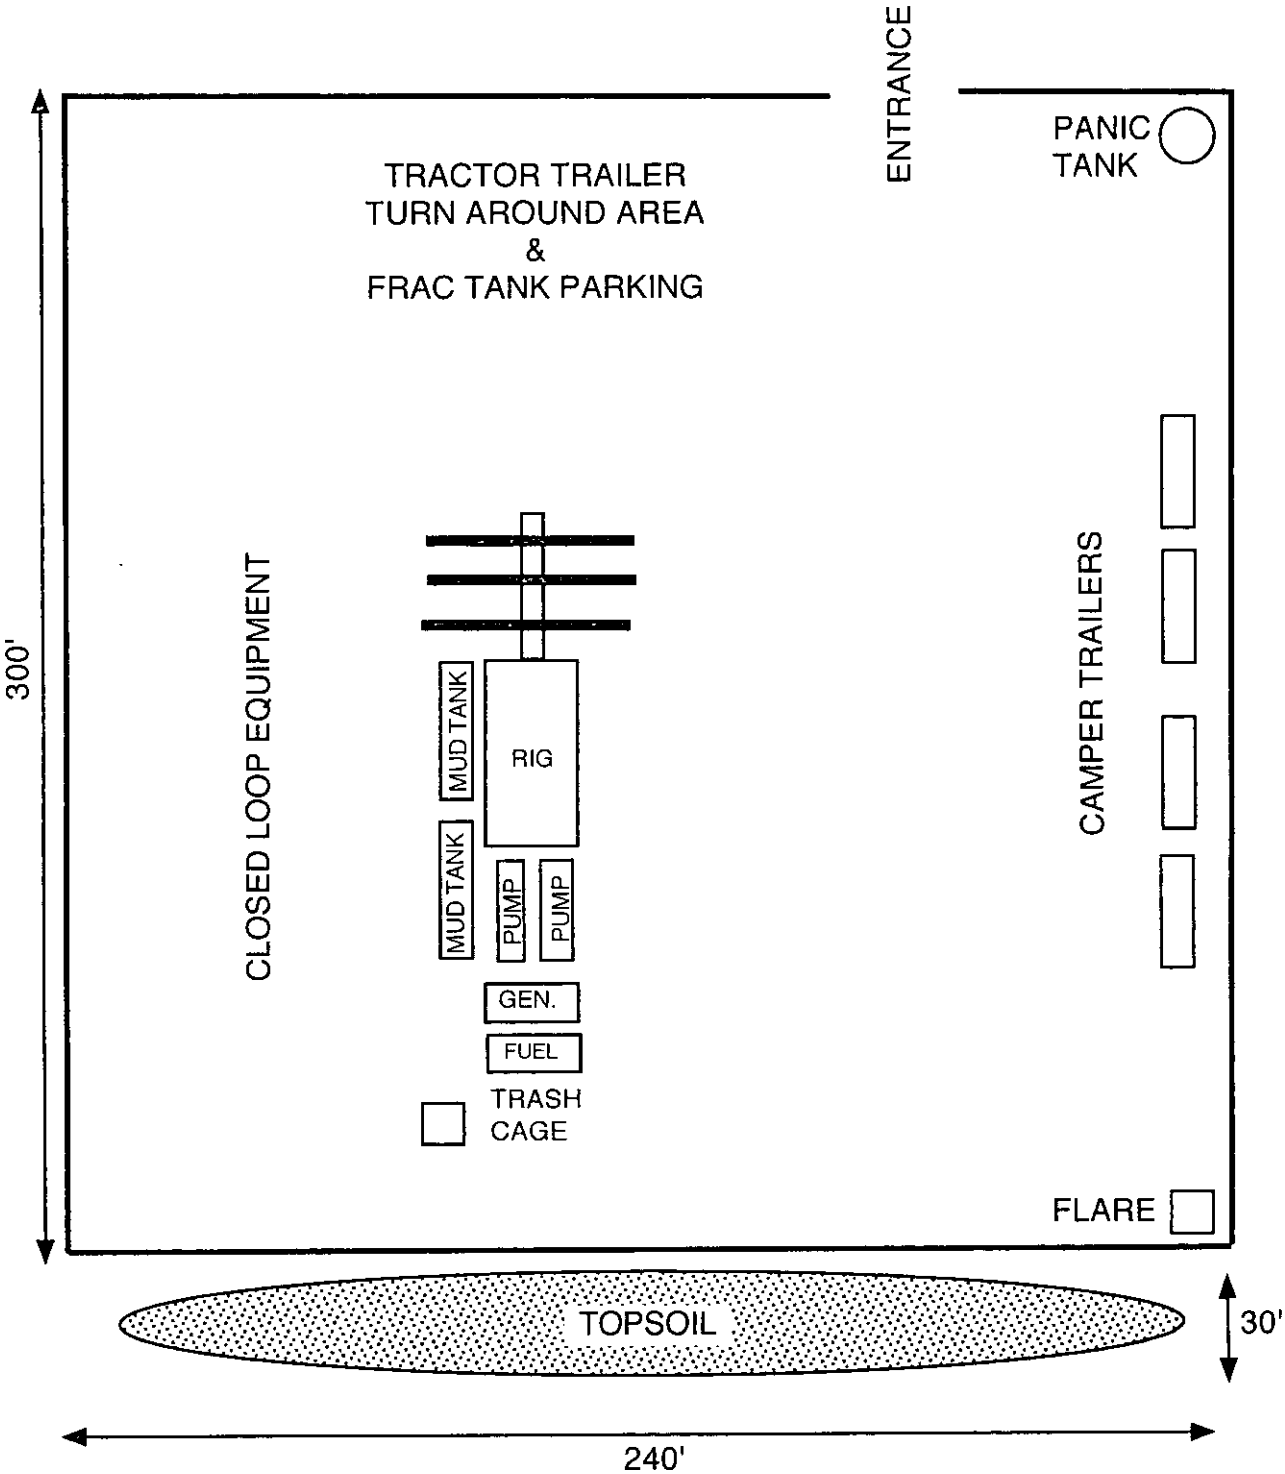 ENTRANCE
PANIC
TANK
TRACTOR TRAILER
TURN AROUND AREA
&
FRAC TANK PARKING
300'
CLOSED LOOP EQUIPMENT
MUD TANK
RIG
CAMPER TRAILERS
MUD TANK
PUMP
PUMP
GEN.
FUEL
TRASH
CAGE
FLARE
TOPSOIL
30'
240'